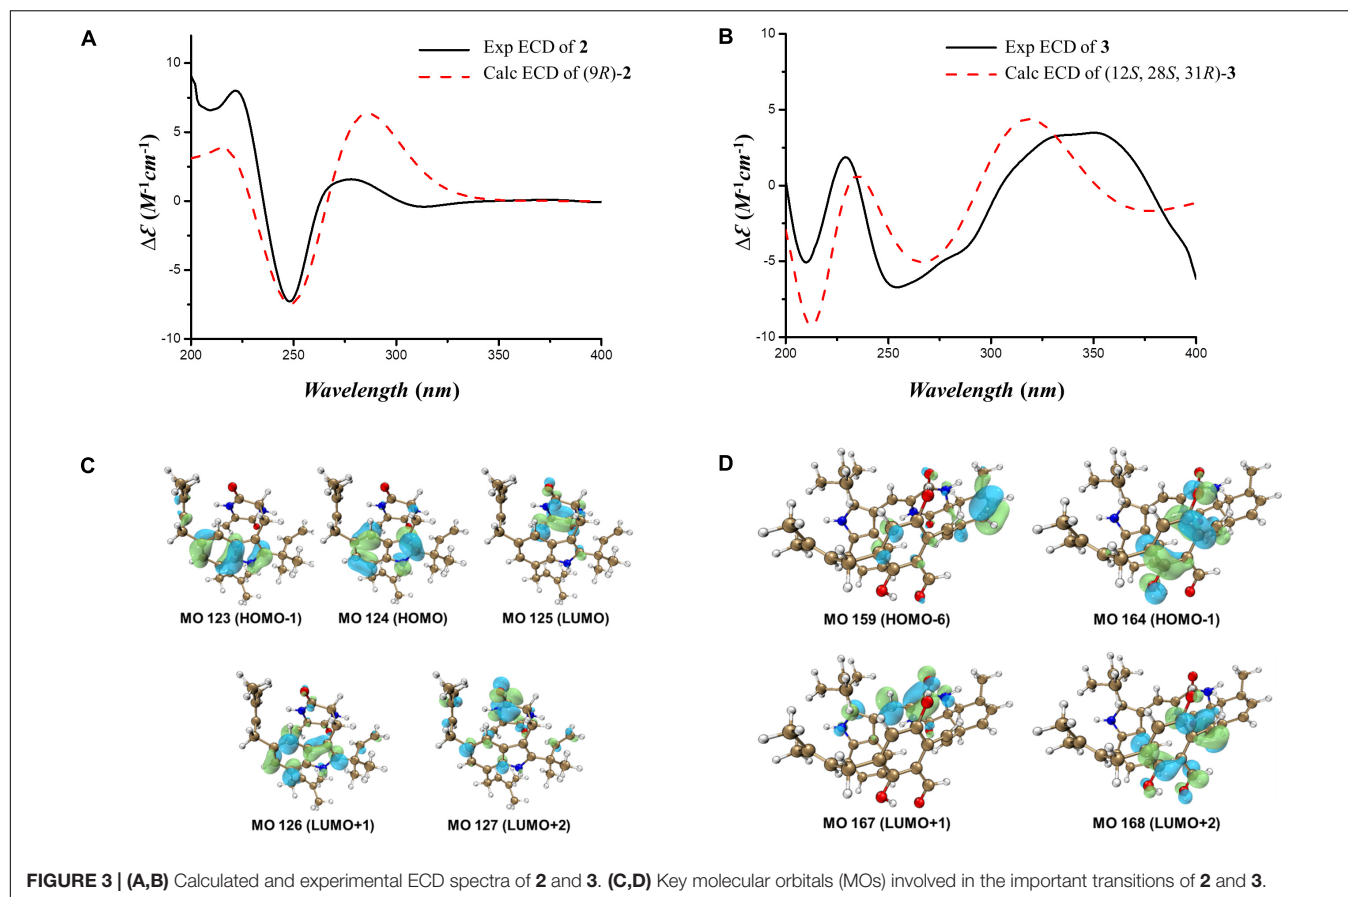 A
Exp ECD of 2
Calc ECD of (9R)-2
10
5
0
-5
-10
200
250
300
350
400
Δℰ (M⁻¹cm⁻¹)
Wavelength (nm)
B
Exp ECD of 3
Calc ECD of (12S, 28S, 31R)-3
10
5
0
-5
-10
200
250
300
350
400
Δℰ (M⁻¹cm⁻¹)
Wavelength (nm)
C
MO 123 (HOMO-1)
MO 124 (HOMO)
MO 125 (LUMO)
MO 126 (LUMO+1)
MO 127 (LUMO+2)
D
MO 159 (HOMO-6)
MO 164 (HOMO-1)
MO 167 (LUMO+1)
MO 168 (LUMO+2)
FIGURE 3 | (A,B) Calculated and experimental ECD spectra of 2 and 3. (C,D) Key molecular orbitals (MOs) involved in the important transitions of 2 and 3.